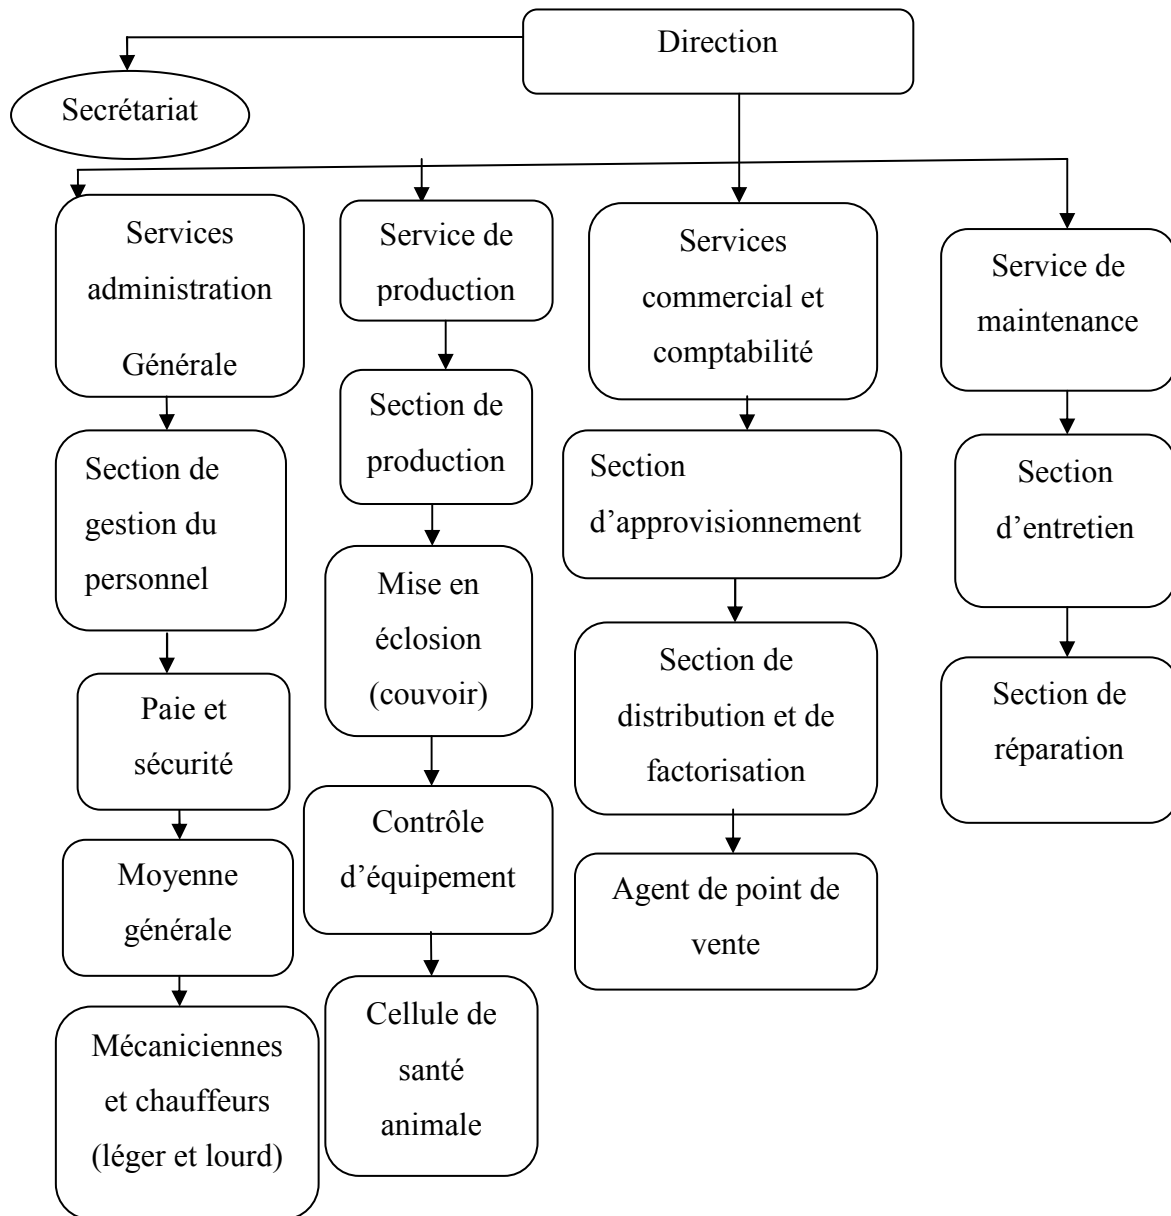 Direction
Secrétariat
Services
administration
Générale
Section de
gestion du
personnel
Paie et
sécurité
Moyenne
générale
Mécaniciennes
et chauffeurs
(léger et lourd)
Service de
production
Section de
production
Mise en
éclosion
(couvoir)
Contrôle
d’équipement
Cellule de
santé
animale
Services
commercial et
comptabilité
Section
d’approvisionnement
Section de
distribution et de
factorisation
Agent de point de
vente
Service de
maintenance
Section
d’entretien
Section de
réparation